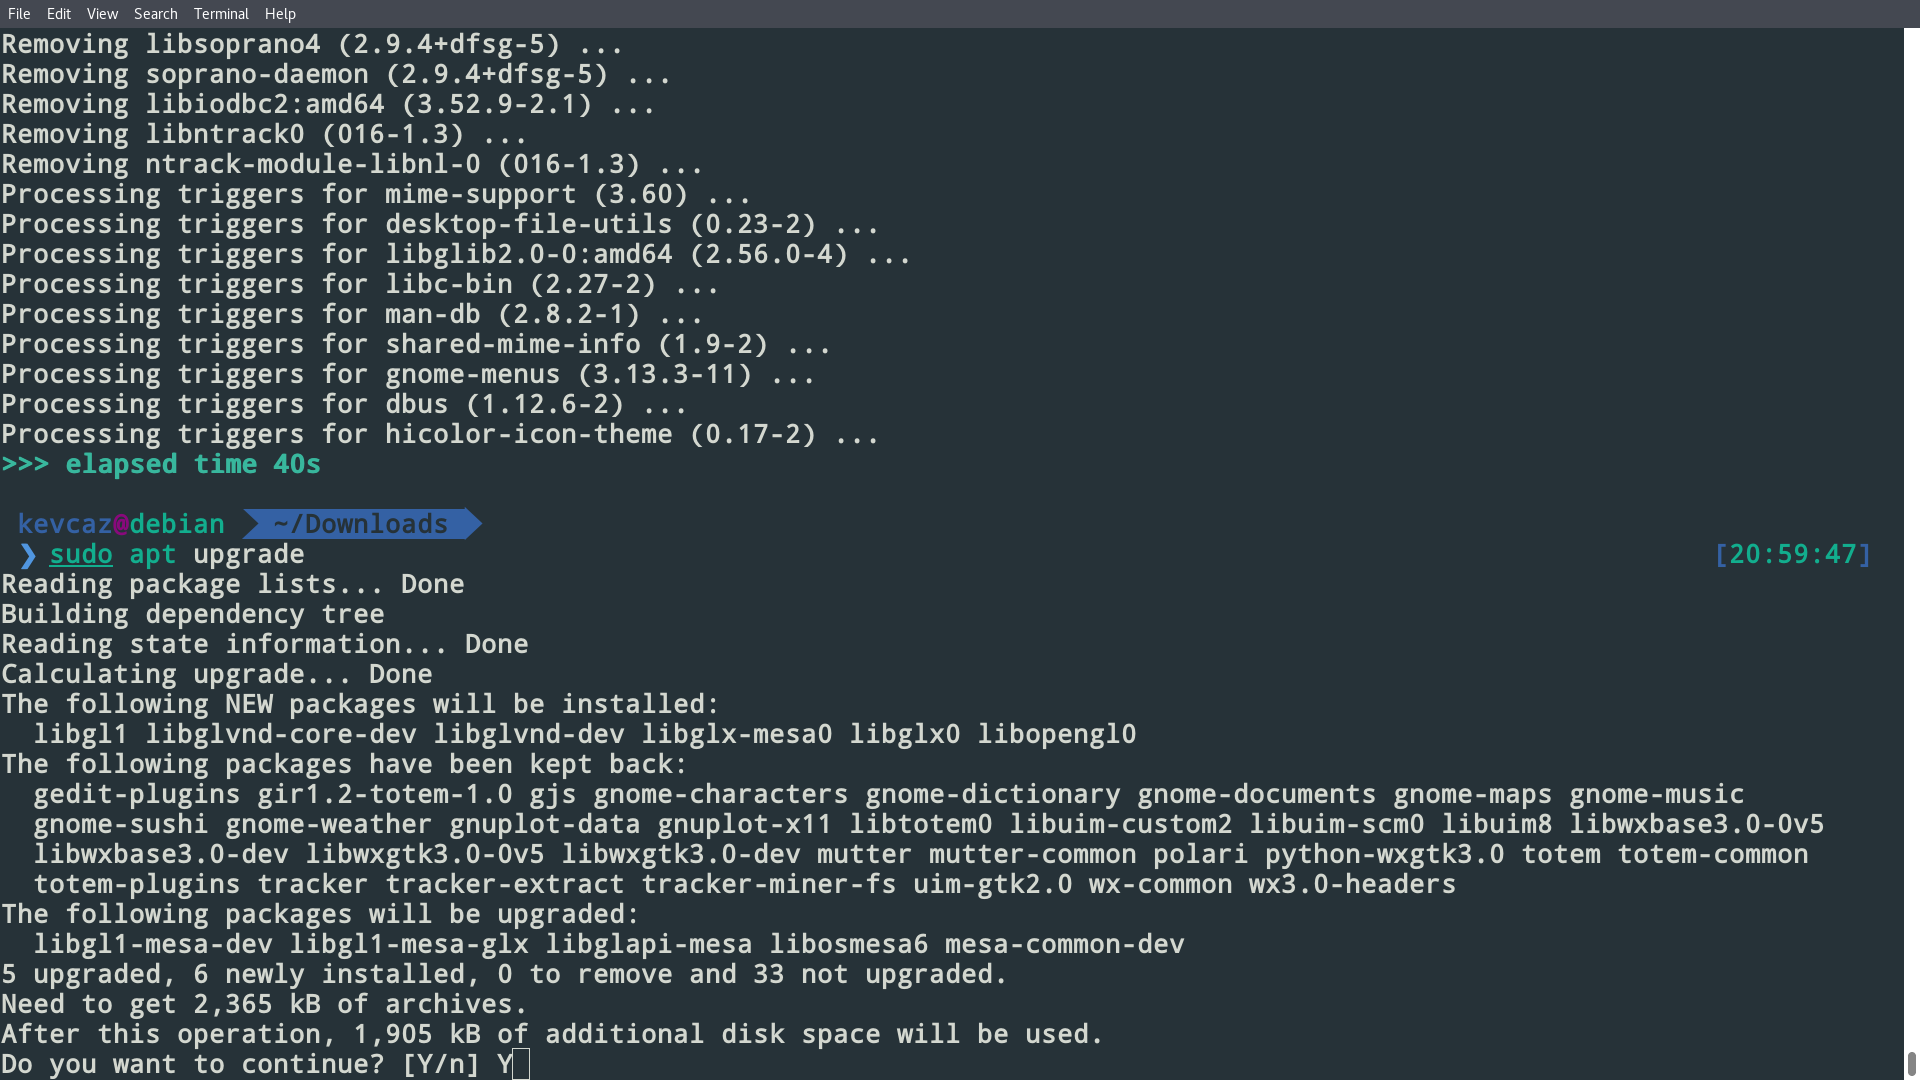 File Edit View Search Terminal Help
Removing libsoprano4 (2.9.4+dfsg-5) ...
Removing soprano-daemon (2.9.4+dfsg-5) ...
Removing libiodbc2:amd64 (3.52.9-2.1) ...
Removing libntrack0 (016-1.3) ...
Removing ntrack-module-libnl-0 (016-1.3) ...
Processing triggers for mime-support (3.60) ...
Processing triggers for desktop-file-utils (0.23-2) ...
Processing triggers for libglib2.0-0:amd64 (2.56.0-4) ...
Processing triggers for libc-bin (2.27-2) ...
Processing triggers for man-db (2.8.2-1) ...
Processing triggers for shared-mime-info (1.9-2) ...
Processing triggers for gnome-menus (3.13.3-11) ...
Processing triggers for dbus (1.12.6-2) ...
Processing triggers for hicolor-icon-theme (0.17-2) ...
>>> elapsed time 40s
kevcaz@debian ~/Downloads
❯ sudo apt upgrade [20:59:47]
Reading package lists... Done
Building dependency tree
Reading state information... Done
Calculating upgrade... Done
The following NEW packages will be installed:
libgl1 libglvnd-core-dev libglvnd-dev libglx-mesa0 libglx0 libopengl0
The following packages have been kept back:
gedit-plugins gir1.2-totem-1.0 gjs gnome-characters gnome-dictionary gnome-documents gnome-maps gnome-music
gnome-sushi gnome-weather gnuplot-data gnuplot-x11 libtotem0 libuim-custom2 libuim-scm0 libuim8 libwxbase3.0-0v5
libwxbase3.0-dev libwxgtk3.0-0v5 libwxgtk3.0-dev mutter mutter-common polari python-wxgtk3.0 totem totem-common
totem-plugins tracker tracker-extract tracker-miner-fs uim-gtk2.0 wx-common wx3.0-headers
The following packages will be upgraded:
libgl1-mesa-dev libgl1-mesa-glx libglapi-mesa libosmesa6 mesa-common-dev
5 upgraded, 6 newly installed, 0 to remove and 33 not upgraded.
Need to get 2,365 kB of archives.
After this operation, 1,905 kB of additional disk space will be used.
Do you want to continue? [Y/n] Y